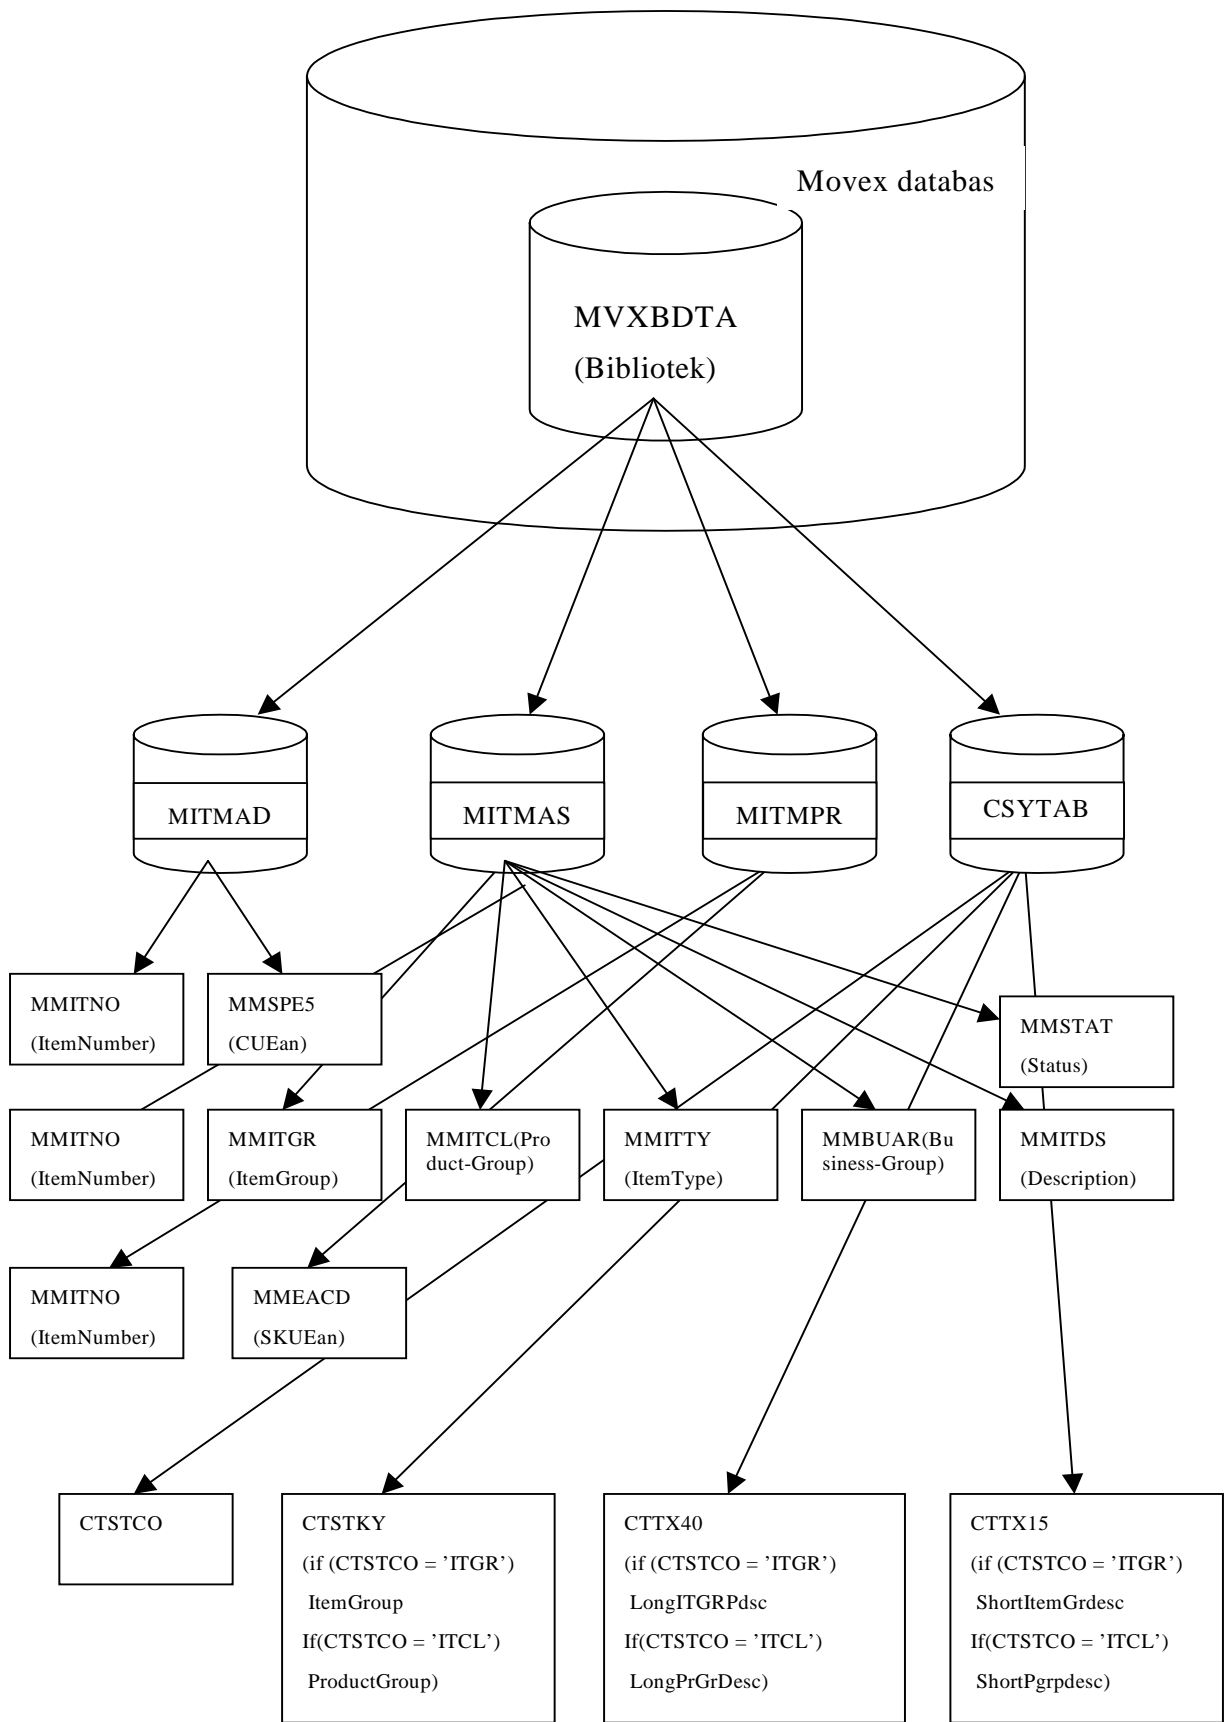 Movex databas
MVXBDTA
(Bibliotek)
MITMAD
MITMAS
MITMPR
CSYTAB
MMITNO
(ItemNumber)
MMSPE5
(CUEan)
MMSTAT
(Status)
MMITNO
(ItemNumber)
MMITGR
(ItemGroup)
MMITCL(Pro
duct-Group)
MMITTY
(ItemType)
MMBUAR(Bu
siness-Group)
MMITDS
(Description)
MMITNO
(ItemNumber)
MMEACD
(SKUEan)
CTSTCO
CTSTKY
(if (CTSTCO = ’ITGR’)
ItemGroup
If(CTSTCO = ’ITCL’)
ProductGroup)
CTTX40
(if (CTSTCO = ’ITGR’)
LongITGRPdsc
If(CTSTCO = ’ITCL’)
LongPrGrDesc)
CTTX15
(if (CTSTCO = ’ITGR’)
ShortItemGrdesc
If(CTSTCO = ’ITCL’)
ShortPgrpdesc)